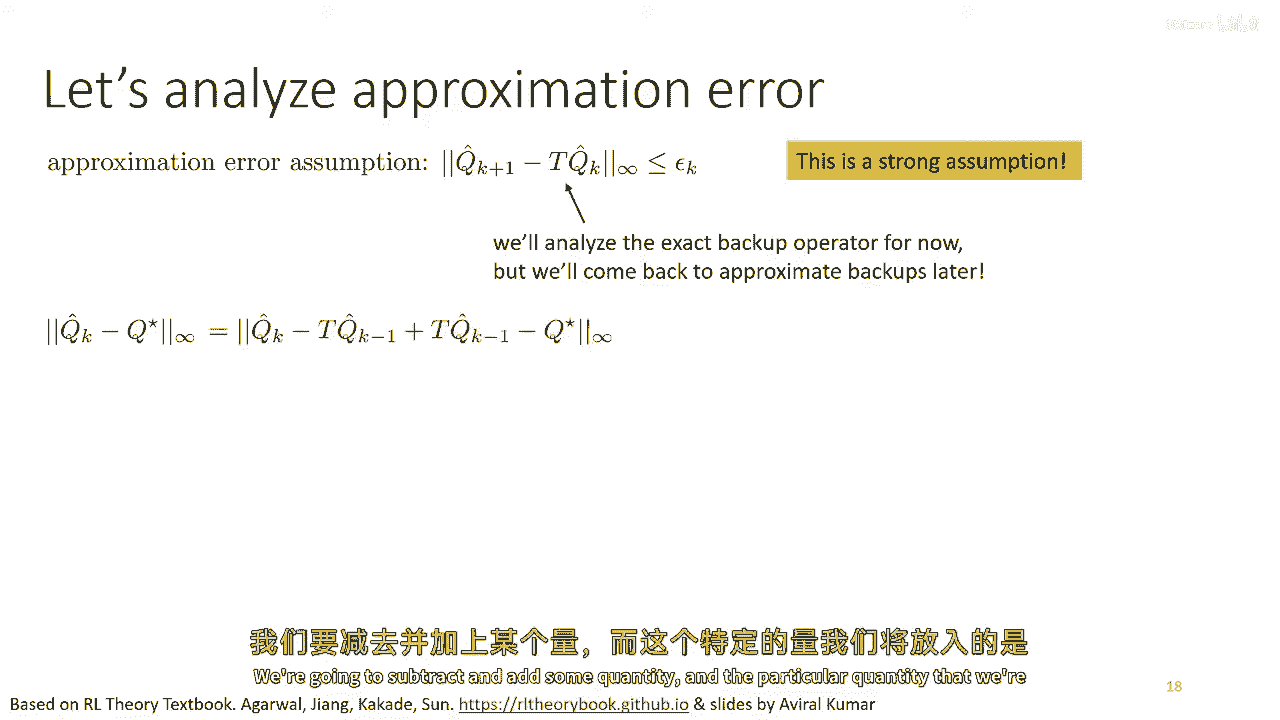 Let's analyze approximation error
approximation error assumption: $||\hat{Q}_{k+1} - T\hat{Q}_k||_\infty \leq \epsilon_k$
This is a strong assumption!
we'll analyze the exact backup operator for now,
but we'll come back to approximate backups later!
$||\hat{Q}_k - Q^\star||_\infty = ||\hat{Q}_k - T\hat{Q}_{k-1} + T\hat{Q}_{k-1} - Q^\star||_\infty$
我们要减去并加上某个量，而这个特定的量我们将放入的是
We're going to subtract and add some quantity, and the particular quantity that we're
18
Based on RL Theory Textbook. Agarwal, Jiang, Kakade, Sun. https://rltheorybook.github.io & slides by Aviral Kumar